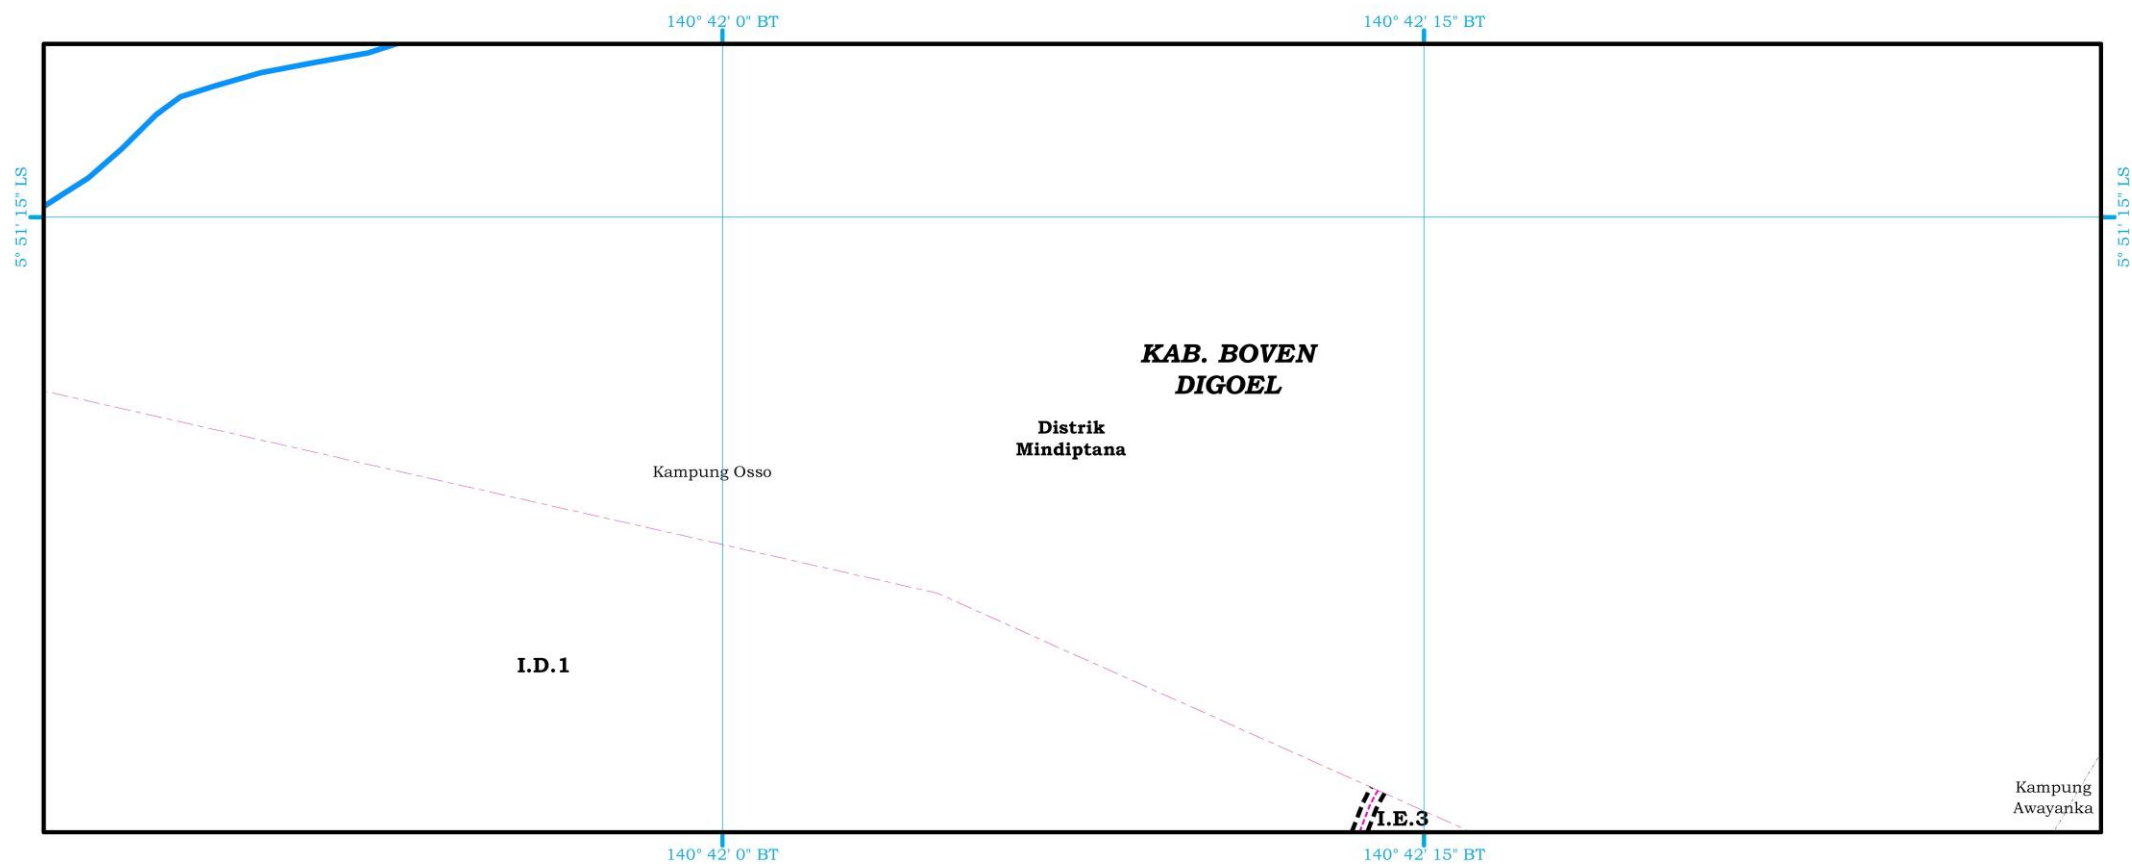 140° 42' 0" BT
140° 42' 15" BT
5° 51' 15" LS
5° 51' 15" LS
KAB. BOVEN
DIGOEL
Distrik
Mindiptana
Kampung Osso
I.D.1
Kampung
Awayanka
I.E.3
140° 42' 0" BT
140° 42' 15" BT